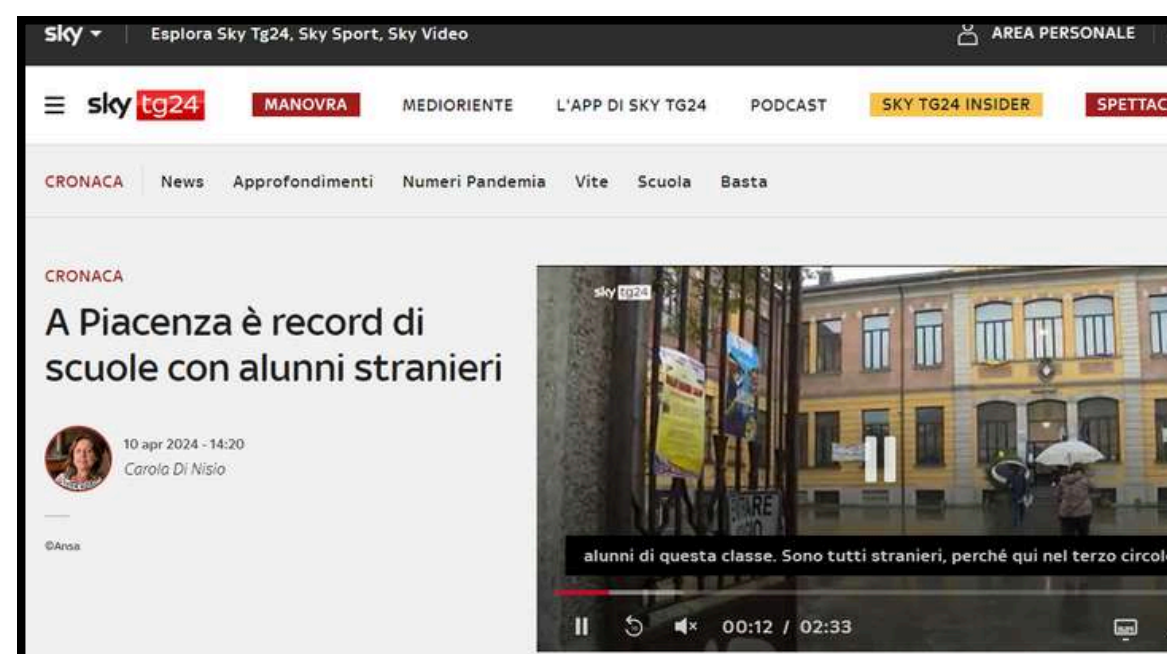 sky
Esplora Sky Tg24, Sky Sport, Sky Video
AREA PERSONALE
sky tg24
MANOVRA
MEDIORIENTE
L'APP DI SKY TG24
PODCAST
SKY TG24 INSIDER
SPETTAC
CRONACA
News
Approfondimenti
Numeri Pandemia
Vite
Scuola
Basta
CRONACA
A Piacenza è record di
scuole con alunni stranieri
10 apr 2024 - 14:20
Carola Di Nisio
©Ansa
sky tg24
alunni di questa classe. Sono tutti stranieri, perché qui nel terzo circol
00:12 / 02:33